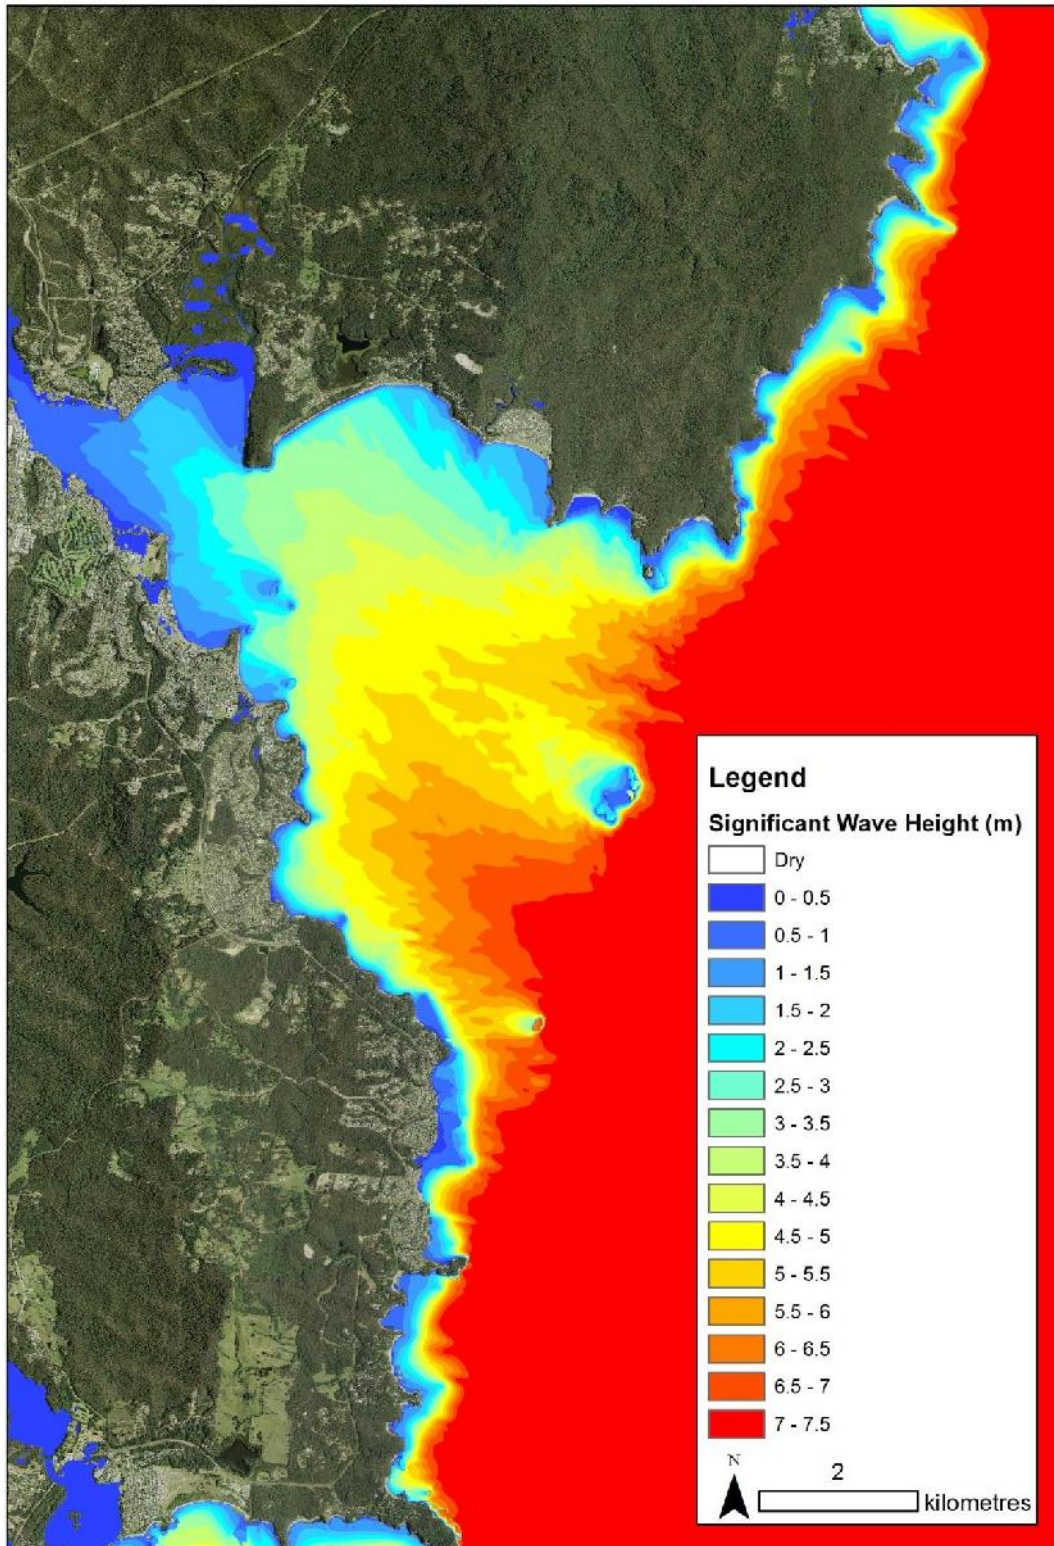 Legend
Significant Wave Height (m)
Dry
0 - 0.5
0.5 - 1
1 - 1.5
1.5 - 2
2 - 2.5
2.5 - 3
3 - 3.5
3.5 - 4
4 - 4.5
4.5 - 5
5 - 5.5
5.5 - 6
6 - 6.5
6.5 - 7
7 - 7.5
N
2
kilometres